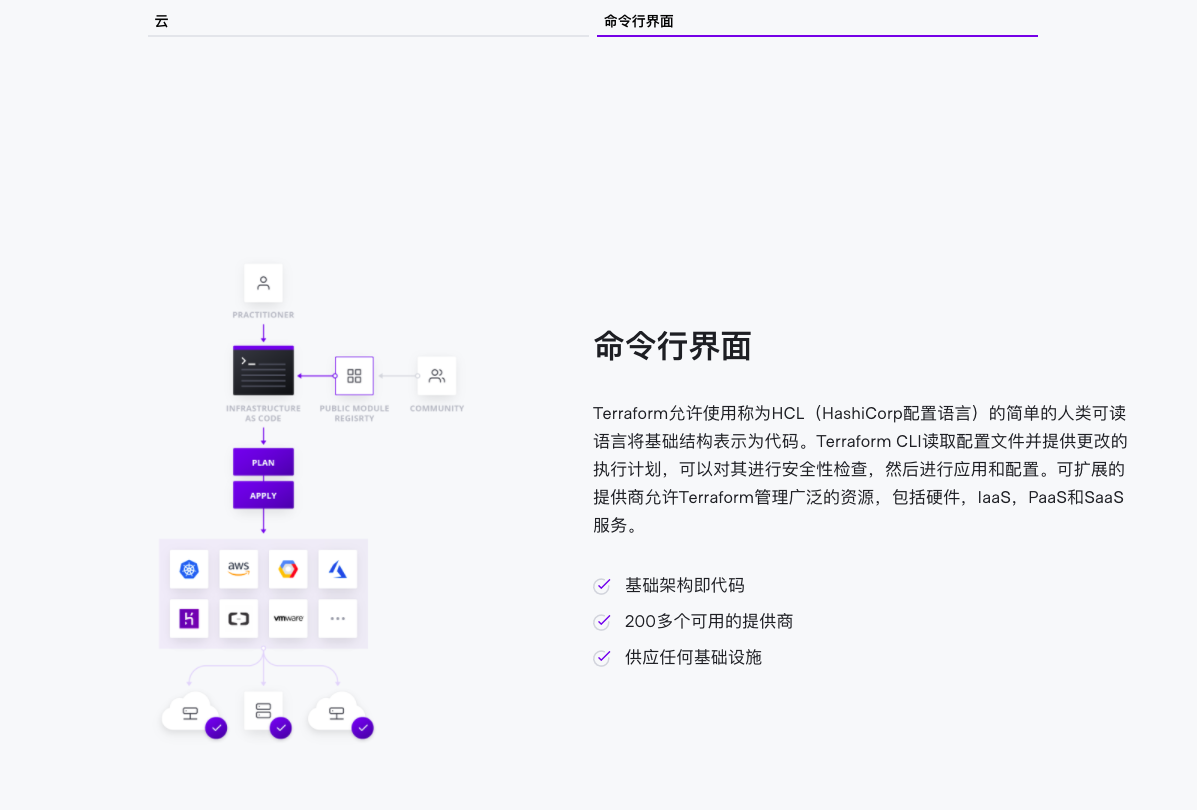 云
命令行界面
PRACTITIONER
INFRASTRUCTURE
AS CODE
PUBLIC MODULE
REGISRTY
COMMUNITY
PLAN
APPLY
aws
vmware
命令行界面
Terraform允许使用称为HCL（HashiCorp配置语言）的简单的人类可读
语言将基础结构表示为代码。Terraform CLI读取配置文件并提供更改的
执行计划，可以对其进行安全性检查，然后进行应用和配置。可扩展的
提供商允许Terraform管理广泛的资源，包括硬件，IaaS，PaaS和SaaS
服务。
基础架构即代码
200多个可用的提供商
供应任何基础设施